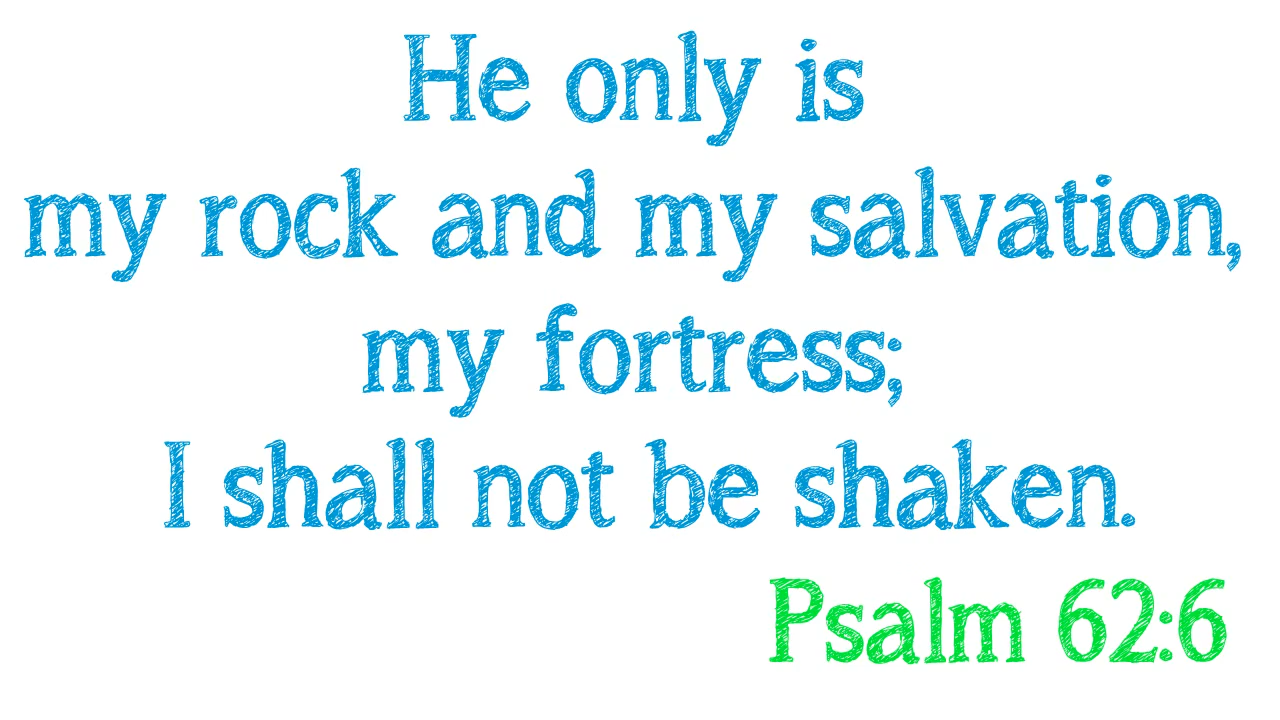 He only is
my rock and my salvation,
my fortress;
I shall not be shaken.
Psalm 62:6